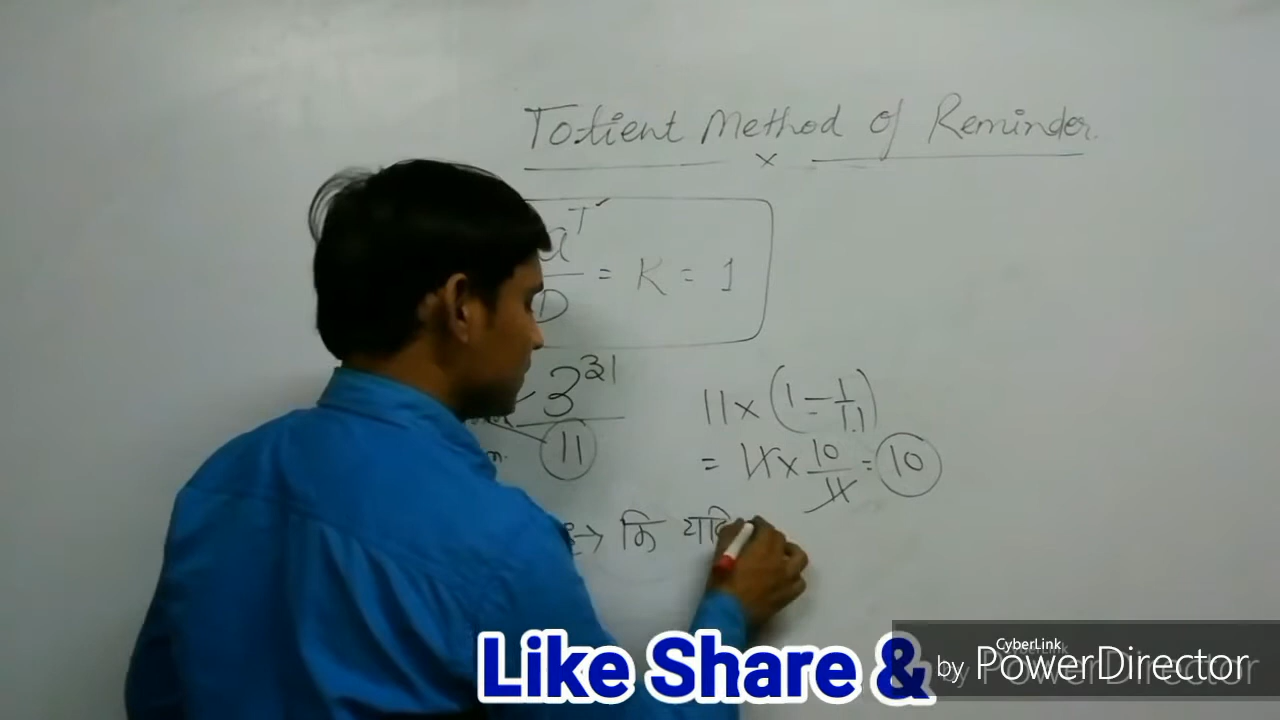 Totient Method of Reminder.
x
a^T
— = K = 1
D
3^31
11
11 x (1 - 1/11)
= 11 x 10/11 = 10
→ कि यदि
Like Share &
CyberLink
by PowerDirector